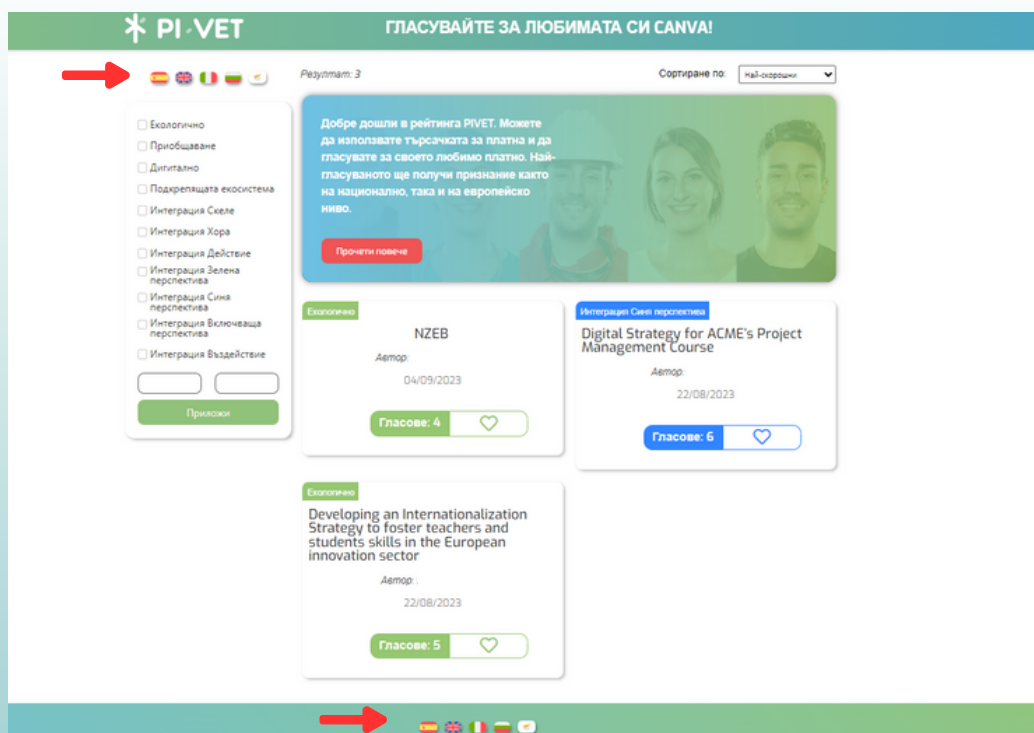 PI·VET
ГЛАСУВАЙТЕ ЗА ЛЮБИМАТА СИ CANVA!
Резултат: 3
Сортиране по:
Най-скорошни
Екологично
Приобщаване
Дигитално
Подкрепящата екосистема
Интеграция Скеле
Интеграция Хора
Интеграция Действие
Интеграция Зелена
перспектива
Интеграция Синя
перспектива
Интеграция Включваща
перспектива
Интеграция Въздействие
Приложи
Добре дошли в рейтинга PIVET. Можете
да използвате търсачката за платна и да
гласувате за своето любимо платно. Най-
гласуваното ще получи признание както
на национално, така и на европейско
ниво.
Прочети повече
Екологично
NZEB
Автор:
04/09/2023
Гласове: 4
Интеграция Синя перспектива
Digital Strategy for ACME's Project
Management Course
Автор:
22/08/2023
Гласове: 6
Екологично
Developing an Internationalization
Strategy to foster teachers and
students skills in the European
innovation sector
Автор:
22/08/2023
Гласове: 5